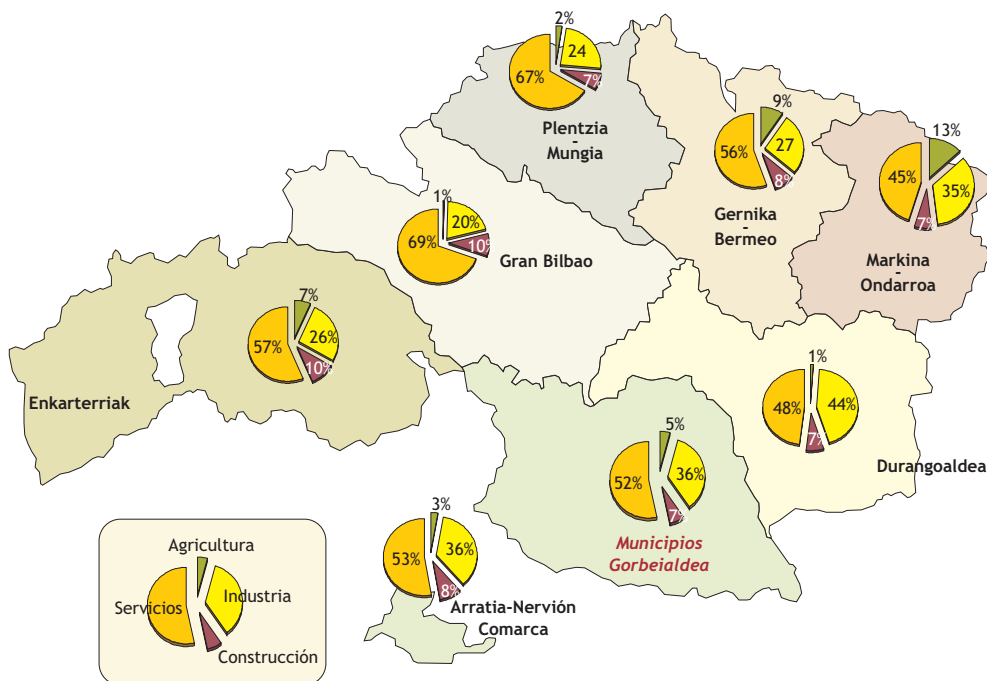 2%
24
67%
7%
Plentzia
-
Mungia
9%
56%
27
8%
Gernika
-
Bermeo
13%
45%
35%
7%
Markina
-
Ondarroa
1%
69%
20%
10%
Gran Bilbao
7%
57%
26%
10%
Enkarterriak
1%
48%
44%
7%
Durangoaldea
5%
52%
36%
7%
Municipios
Gorbeialdea
3%
53%
36%
8%
Arratia-Nervión
Comarca
Agricultura
Servicios
Industria
Construcción